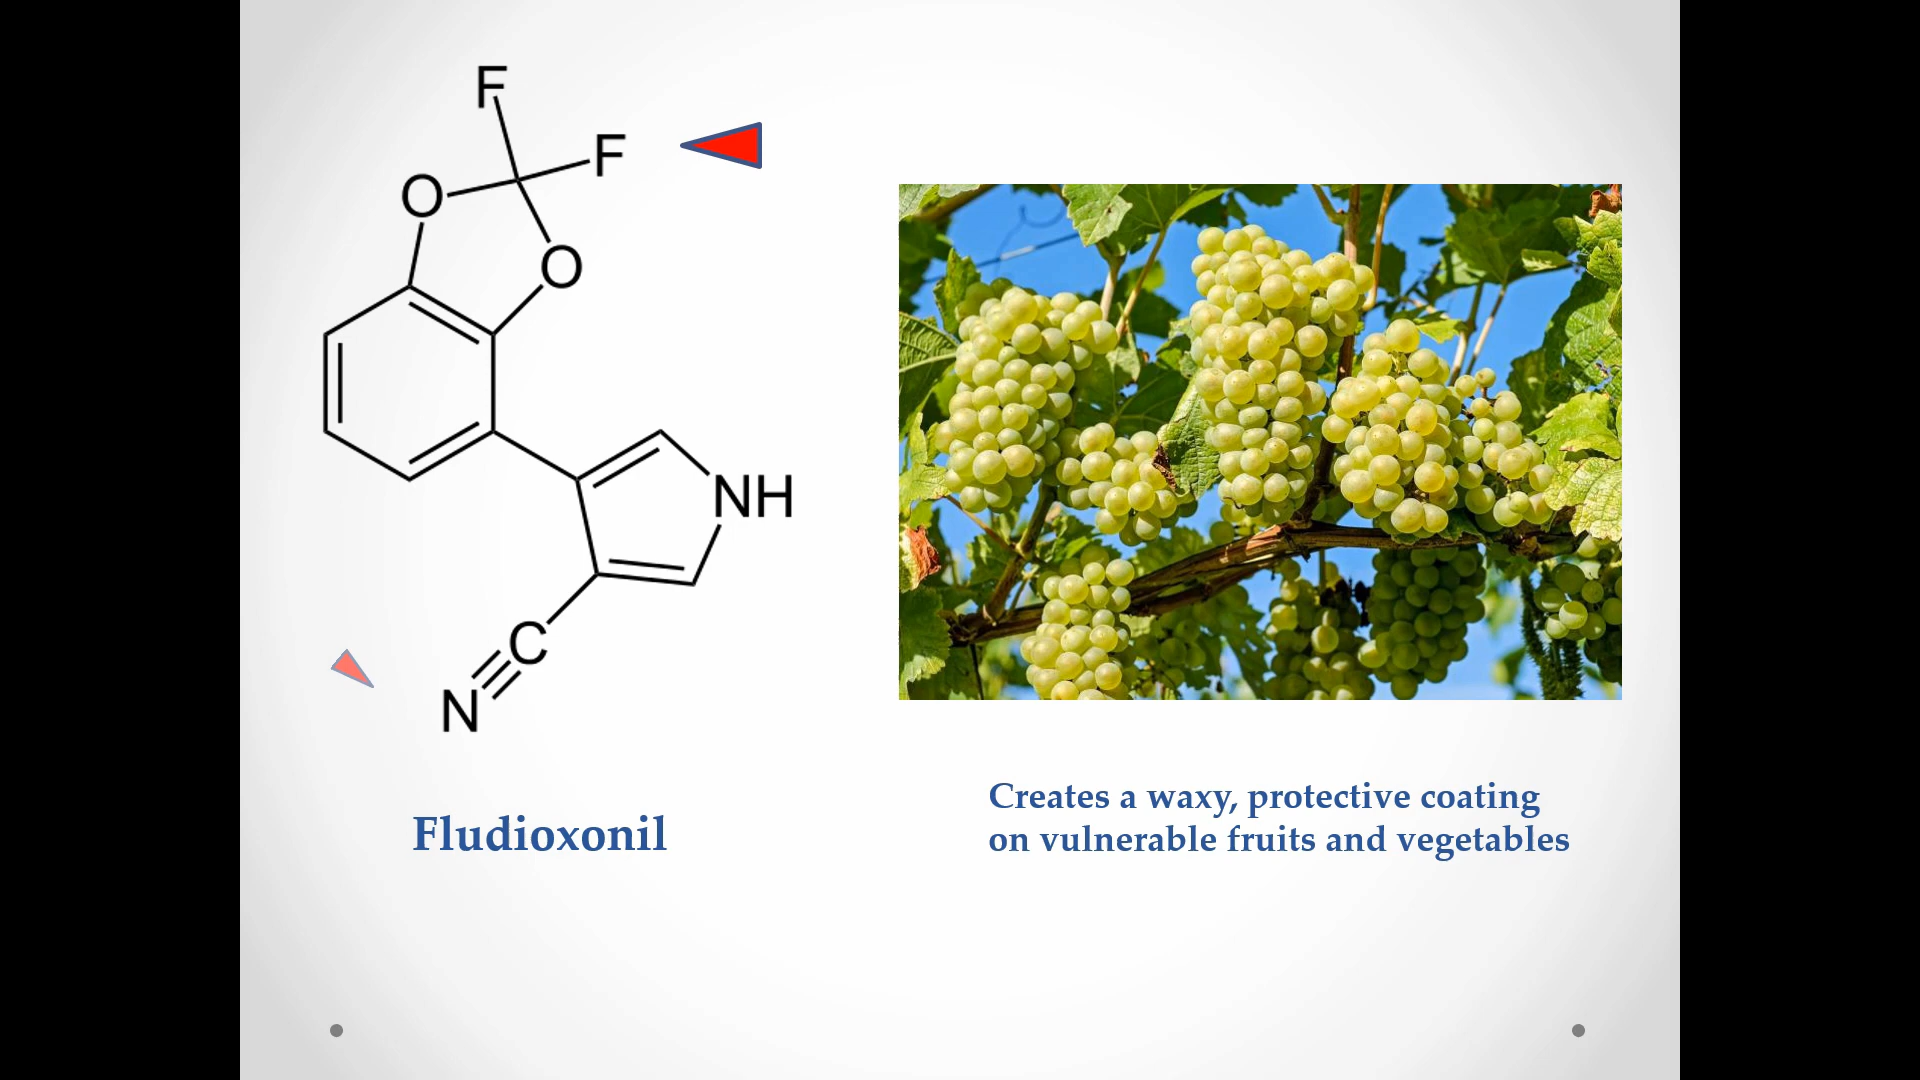 F
F
O
O
NH
C
N
Fludioxonil
Creates a waxy, protective coating
on vulnerable fruits and vegetables